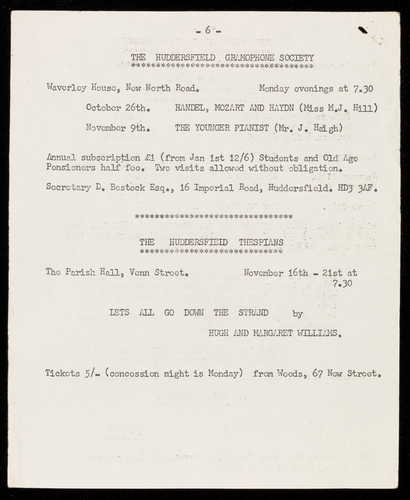 - 6 -
THE HUDDERSFIELD GRAMOPHONE SOCIETY
****************************************
Waverley House, New North Road. Monday evenings at 7.30
October 26th. HANDEL, MOZART AND HAYDN (Miss M.J. Hill)
November 9th. THE YOUNGER PIANIST (Mr. J. Haigh)
Annual subscription £1 (from Jan 1st 12/6) Students and Old Age
Pensioners half fee. Two visits allowed without obligation.
Secretary D. Bostock Esq., 16 Imperial Road, Huddersfield. HD3 3AF.
********************************
THE HUDDERSFIELD THESPIANS
*****************************
The Parish Hall, Venn Street. November 16th - 21st at
7.30
LETS ALL GO DOWN THE STRAND by
HUGH AND MARGARET WILLIAMS.
Tickets 5/- (concession night is Monday) from Woods, 67 New Street.